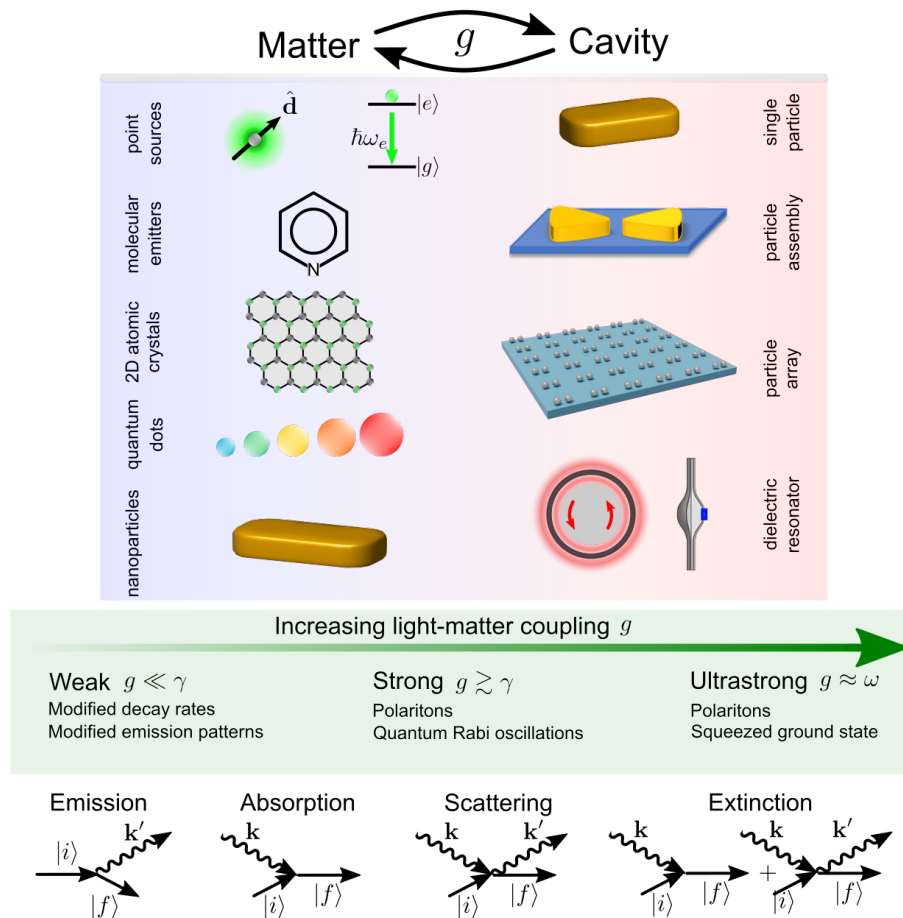 Matter g Cavity
point
sources
d̂
|e⟩
ħω_e
|g⟩
single
particle
molecular
emitters
N
particle
assembly
2D atomic
crystals
particle
array
quantum
dots
nanoparticles
dielectric
resonator
Increasing light-matter coupling g
Weak g ≪ γ
Modified decay rates
Modified emission patterns
Strong g ≳ γ
Polaritons
Quantum Rabi oscillations
Ultrastrong g ≈ ω
Polaritons
Squeezed ground state
Emission
k′
|i⟩
|f⟩
Absorption
k
|i⟩
|f⟩
Scattering
k
k′
|i⟩
|f⟩
Extinction
k
|i⟩
|f⟩
+
k
k′
|i⟩
|f⟩